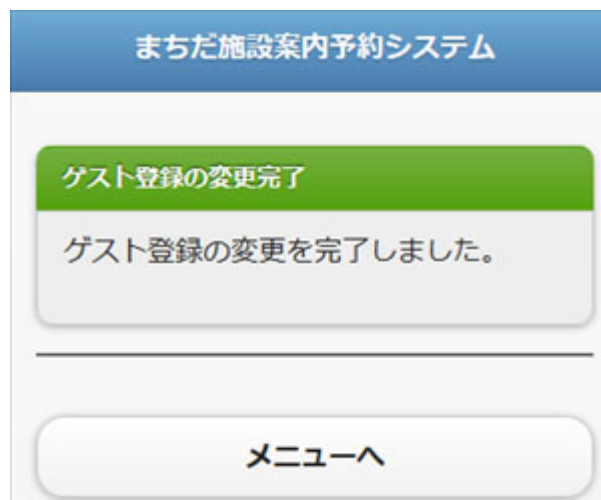 まちだ施設案内予約システム
ゲスト登録の変更完了
ゲスト登録の変更を完了しました。
メニューへ